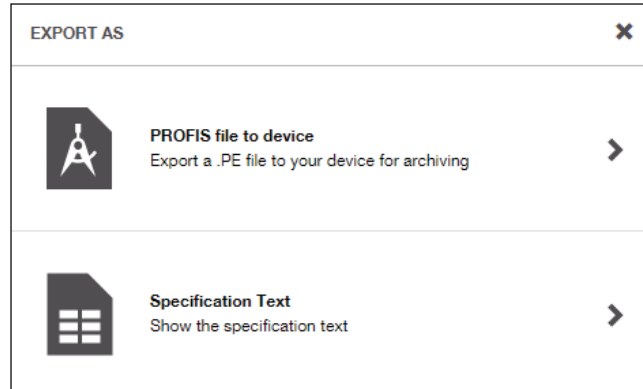 EXPORT AS
PROFIS file to device
Export a .PE file to your device for archiving
Specification Text
Show the specification text